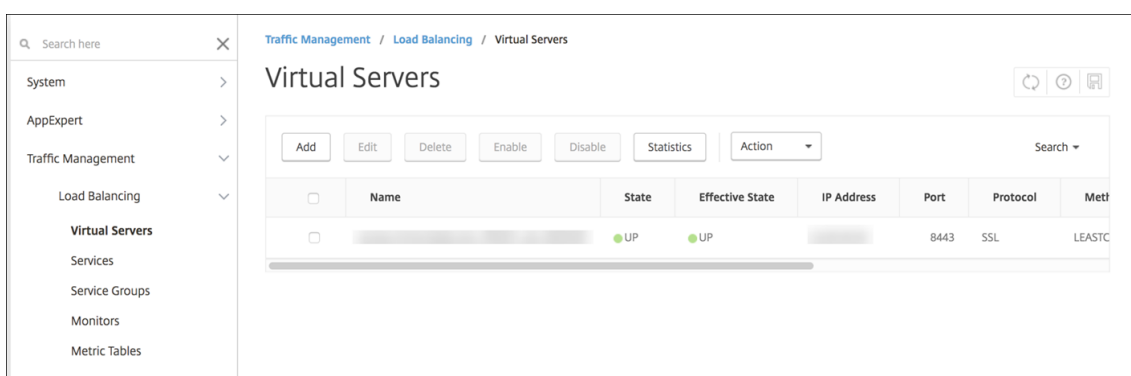 Search here
System
AppExpert
Traffic Management
Load Balancing
Virtual Servers
Services
Service Groups
Monitors
Metric Tables
Traffic Management / Load Balancing / Virtual Servers
Virtual Servers
Add Edit Delete Enable Disable Statistics Action Search
Name State Effective State IP Address Port Protocol Meth
UP UP 8443 SSL LEASTC